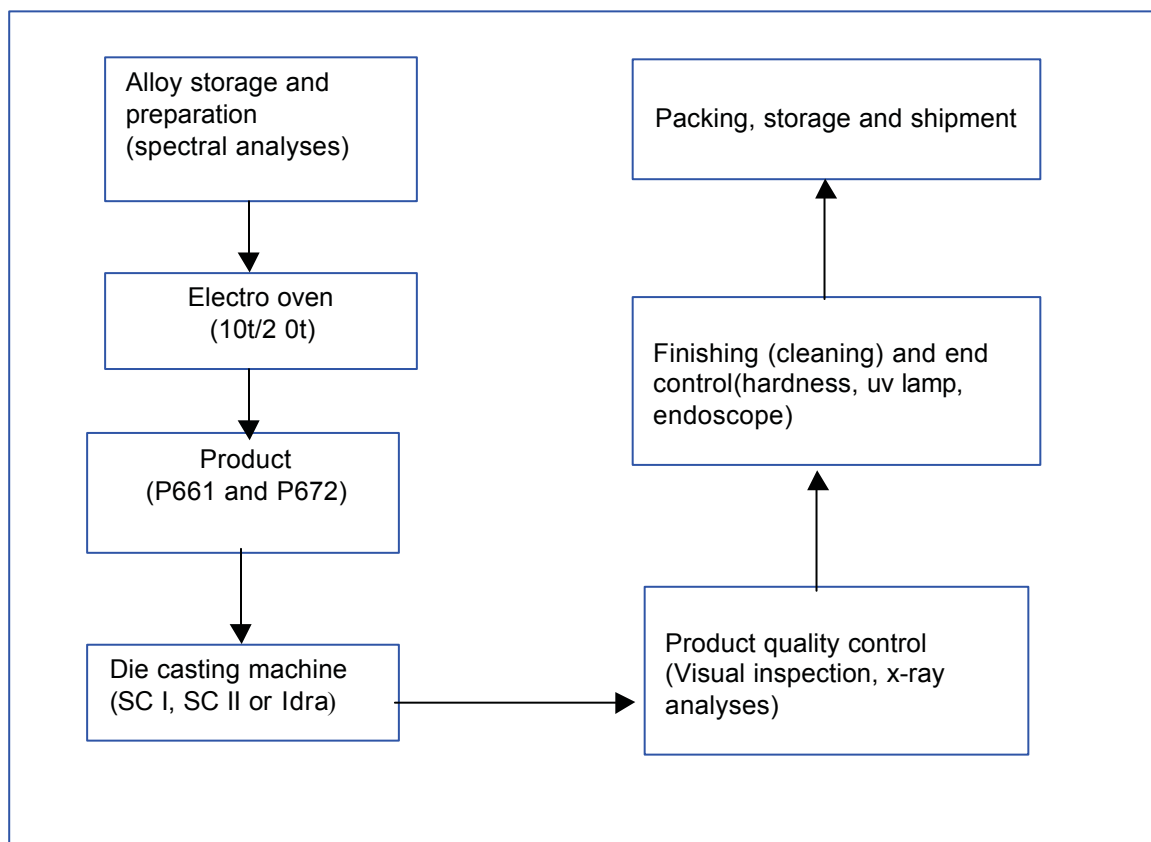 Alloy storage and
preparation
(spectral analyses)
Electro oven
(10t/2 0t)
Product
(P661 and P672)
Die casting machine
(SC I, SC II or Idra)
Product quality control
(Visual inspection, x-ray
analyses)
Finishing (cleaning) and end
control(hardness, uv lamp,
endoscope)
Packing, storage and shipment